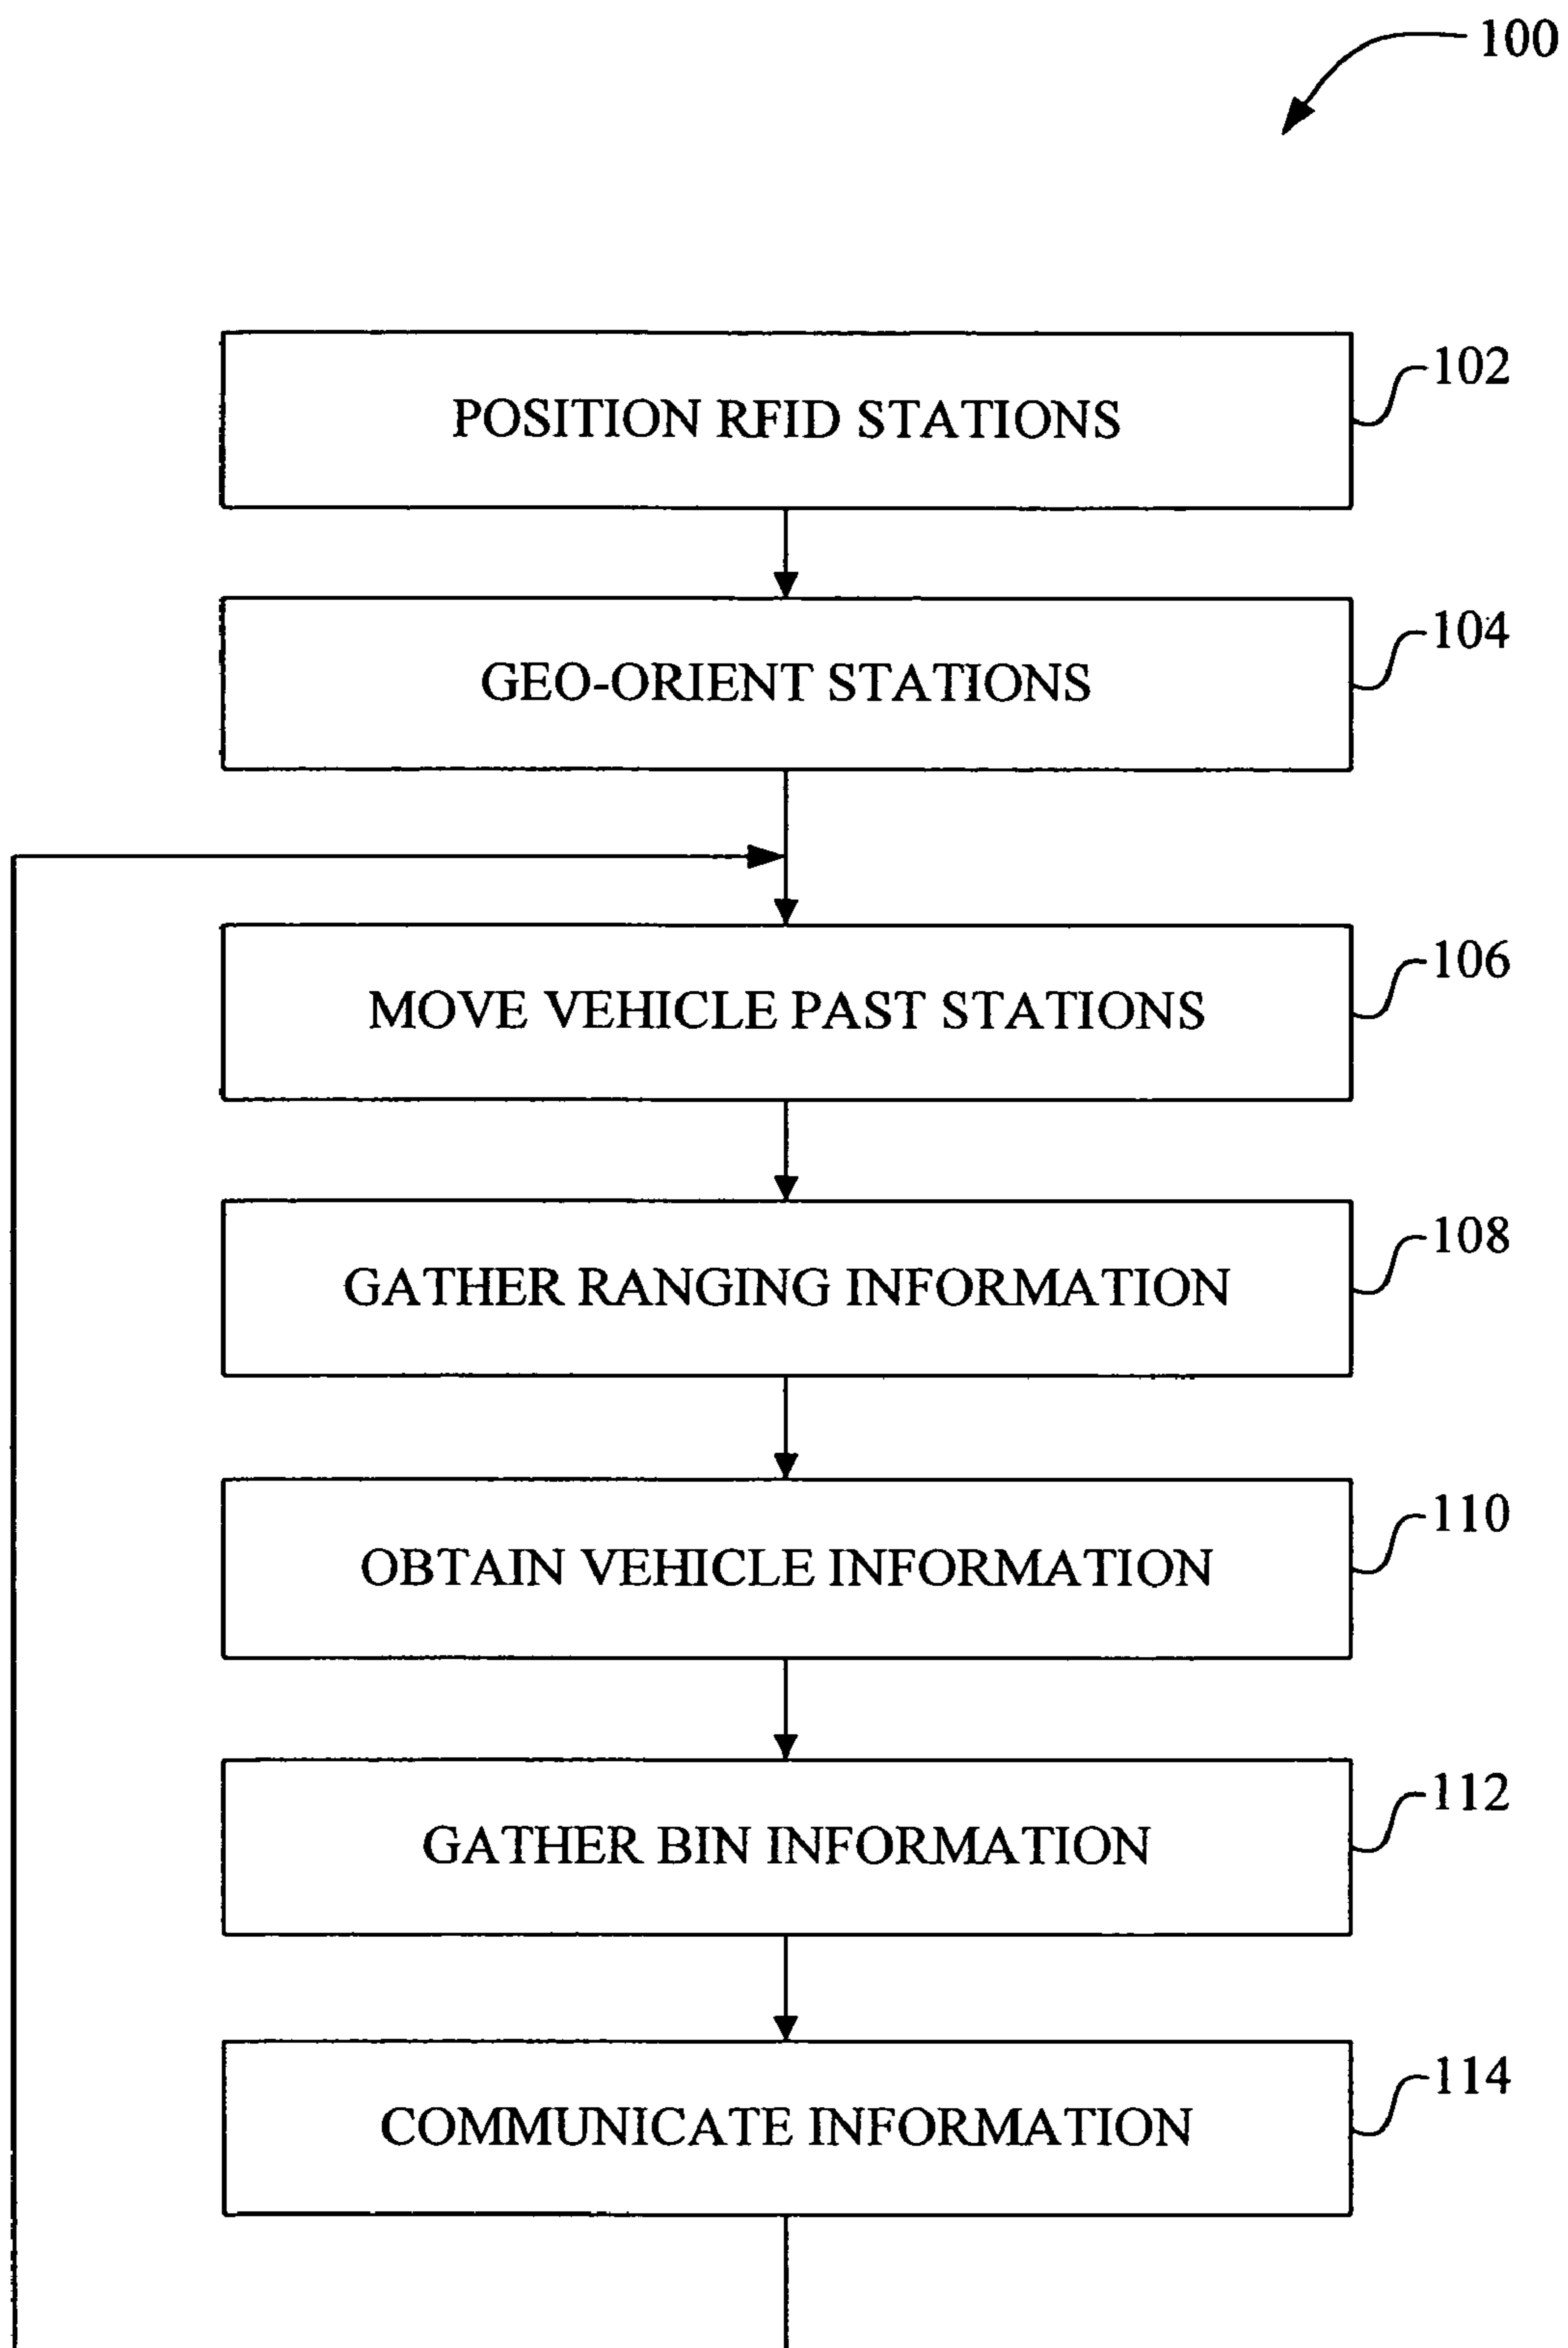 100
POSITION RFID STATIONS
102
GEO-ORIENT STATIONS
104
MOVE VEHICLE PAST STATIONS
106
GATHER RANGING INFORMATION
108
OBTAIN VEHICLE INFORMATION
110
GATHER BIN INFORMATION
112
COMMUNICATE INFORMATION
114